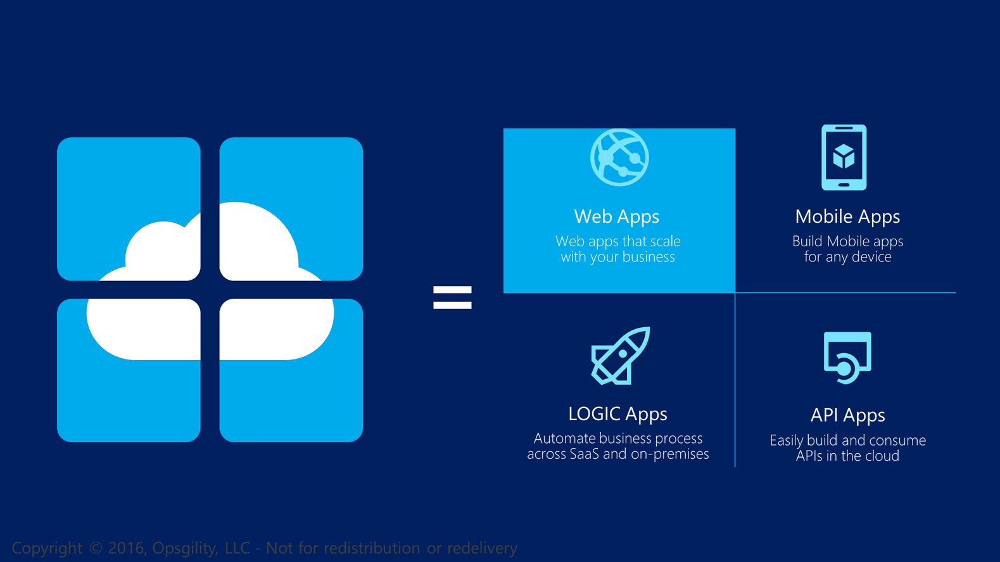 =
Web Apps
Web apps that scale
with your business
Mobile Apps
Build Mobile apps
for any device
LOGIC Apps
Automate business process
across SaaS and on-premises
API Apps
Easily build and consume
APIs in the cloud
Copyright © 2016, Opsgility, LLC - Not for redistribution or redelivery